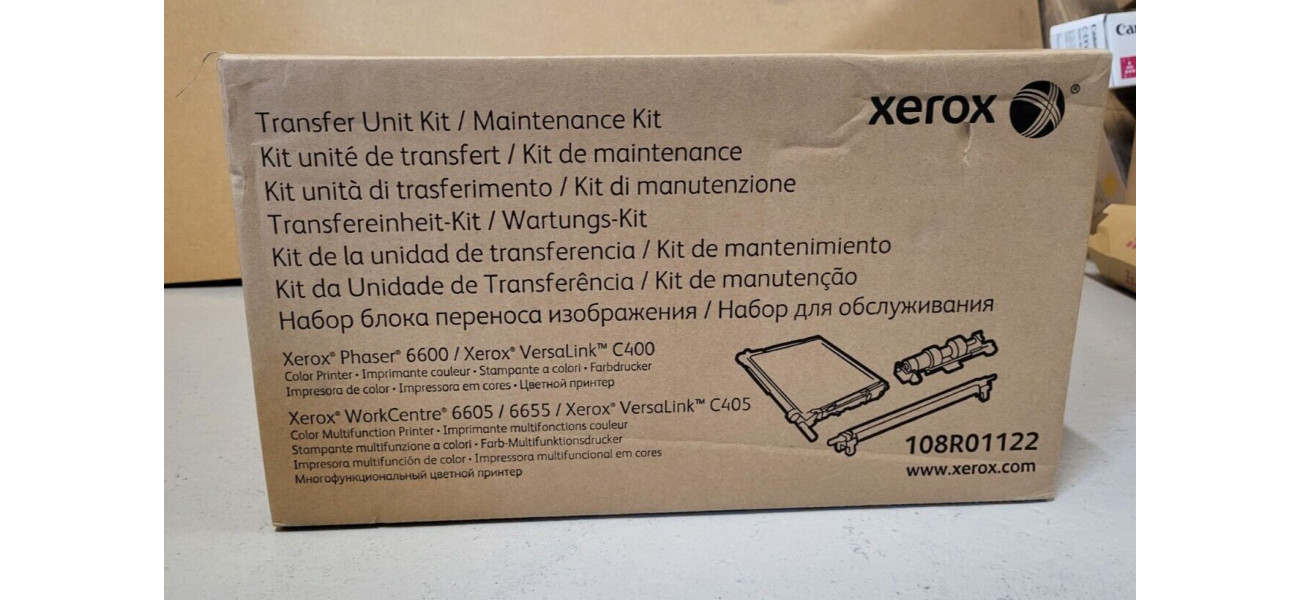 Transfer Unit Kit / Maintenance Kit
xerox ®
Kit unité de transfert / Kit de maintenance
Kit unità di trasferimento / Kit di manutenzione
Transfereinheit-Kit / Wartungs-Kit
Kit de la unidad de transferencia / Kit de mantenimiento
Kit da Unidade de Transferência / Kit de manutenção
Набор блока переноса изображения / Набор для обслуживания
Xerox® Phaser® 6600 / Xerox® VersaLink™ C400
Color Printer • Imprimante couleur • Stampante a colori • Farbdrucker
Impresora de color • Impressora em cores • Цветной принтер
Xerox® WorkCentre® 6605 / 6655 / Xerox® VersaLink™ C405
Color Multifunction Printer • Imprimante multifonctions couleur
Stampante multifunzione a colori • Farb-Multifunktionsdrucker
Impresora multifunción de color • Impressora multifuncional em cores
Многофункциональный цветной принтер
108R01122
www.xerox.com